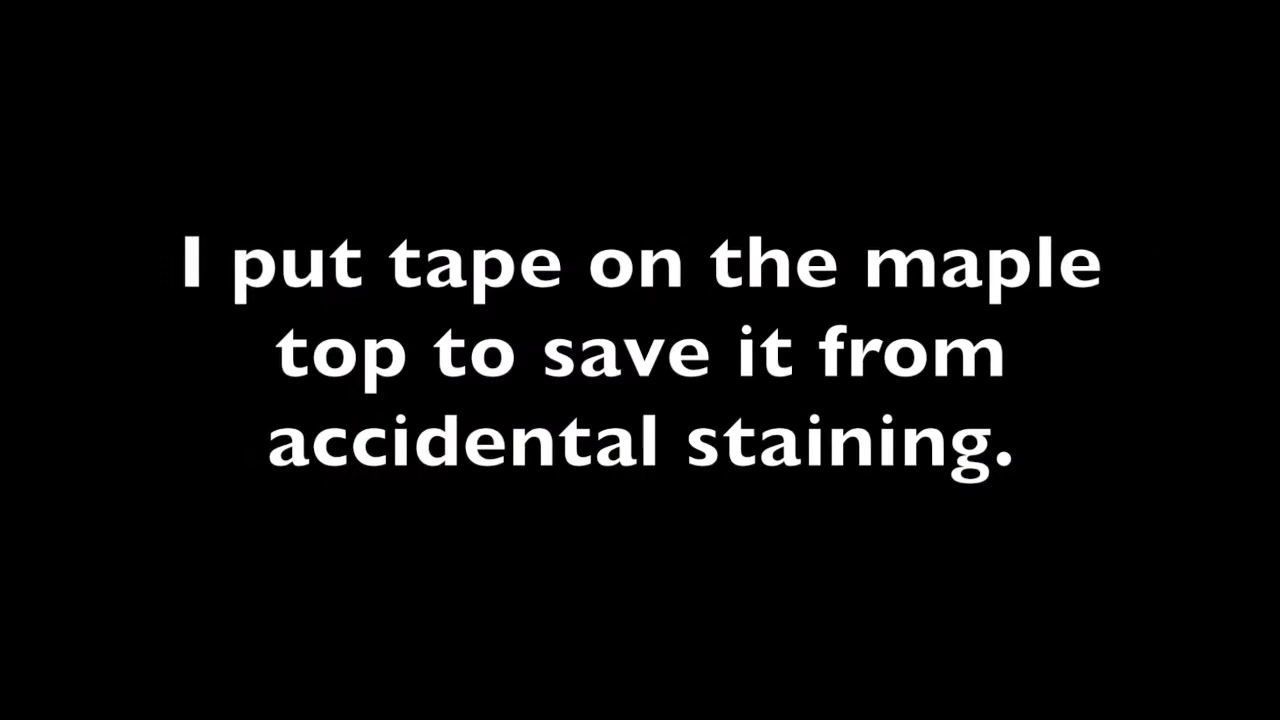 I put tape on the maple
top to save it from
accidental staining.